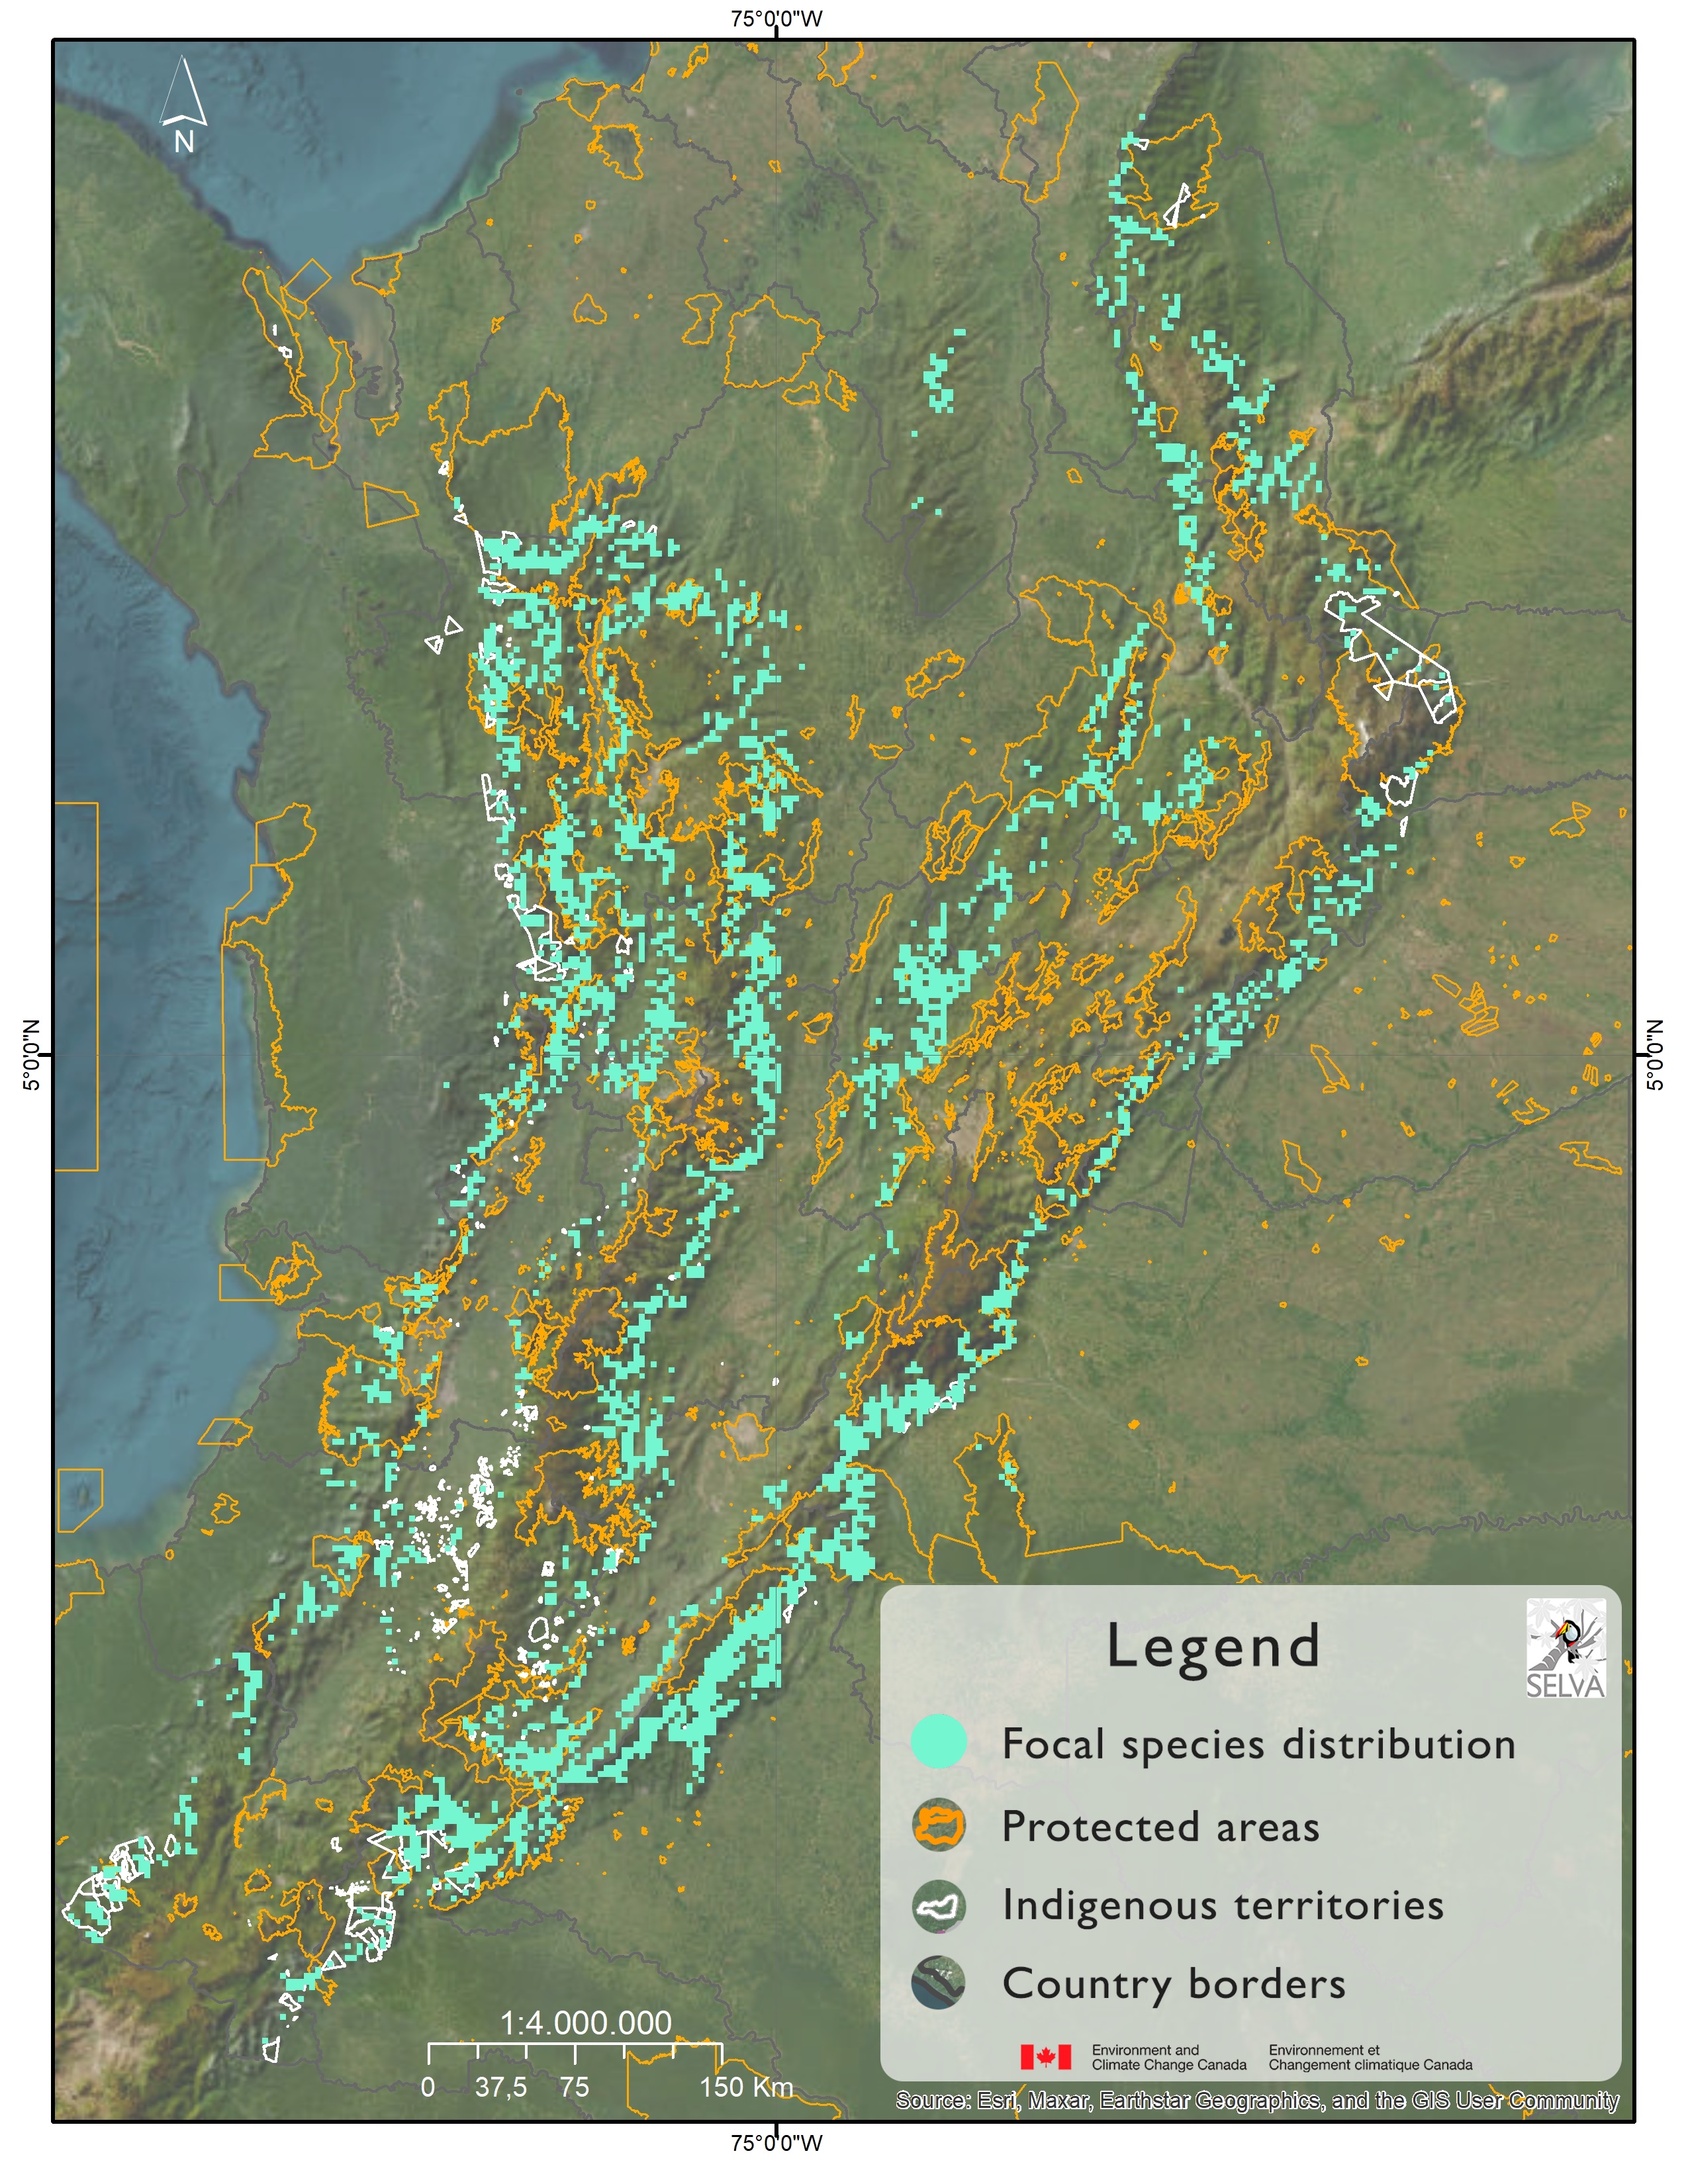 75°0'0"W
N
5°0'0"N
5°0'0"N
Legend
SELVA
Focal species distribution
Protected areas
Indigenous territories
Country borders
Environment and
Climate Change Canada
Environnement et
Changement climatique Canada
1:4.000.000
0 37,5 75 150 Km
Source: Esri, Maxar, Earthstar Geographics, and the GIS User Community
75°0'0"W